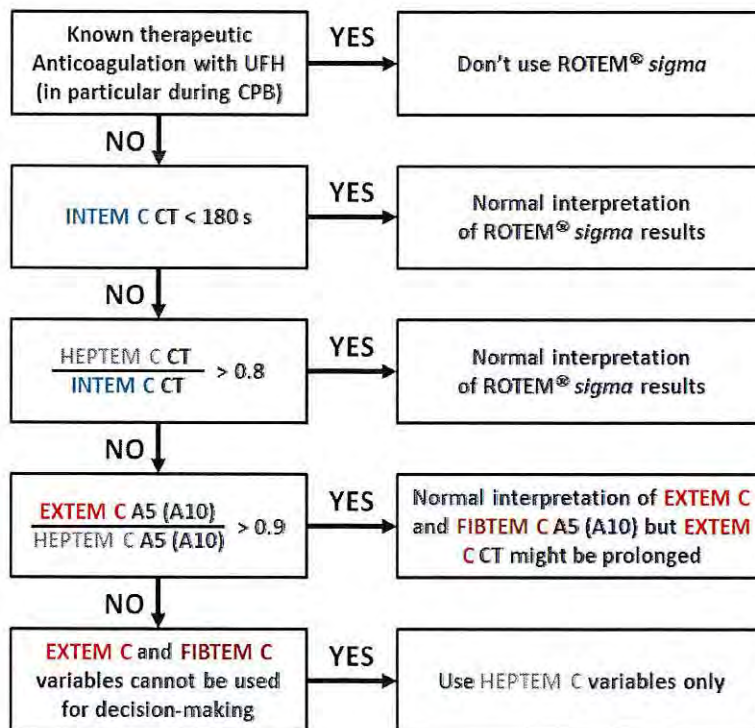 Known therapeutic
Anticoagulation with UFH
(in particular during CPB)
YES
Don't use ROTEM® sigma
NO
INTEM C CT < 180 s
YES
Normal interpretation
of ROTEM® sigma results
NO
HEPTEM C CT
INTEM C CT
> 0.8
YES
Normal interpretation
of ROTEM® sigma results
NO
EXTEM C A5 (A10)
HEPTEM C A5 (A10)
> 0.9
YES
Normal interpretation of EXTEM C
and FIBTEM C A5 (A10) but EXTEM
C CT might be prolonged
NO
EXTEM C and FIBTEM C
variables cannot be used
for decision-making
YES
Use HEPTEM C variables only